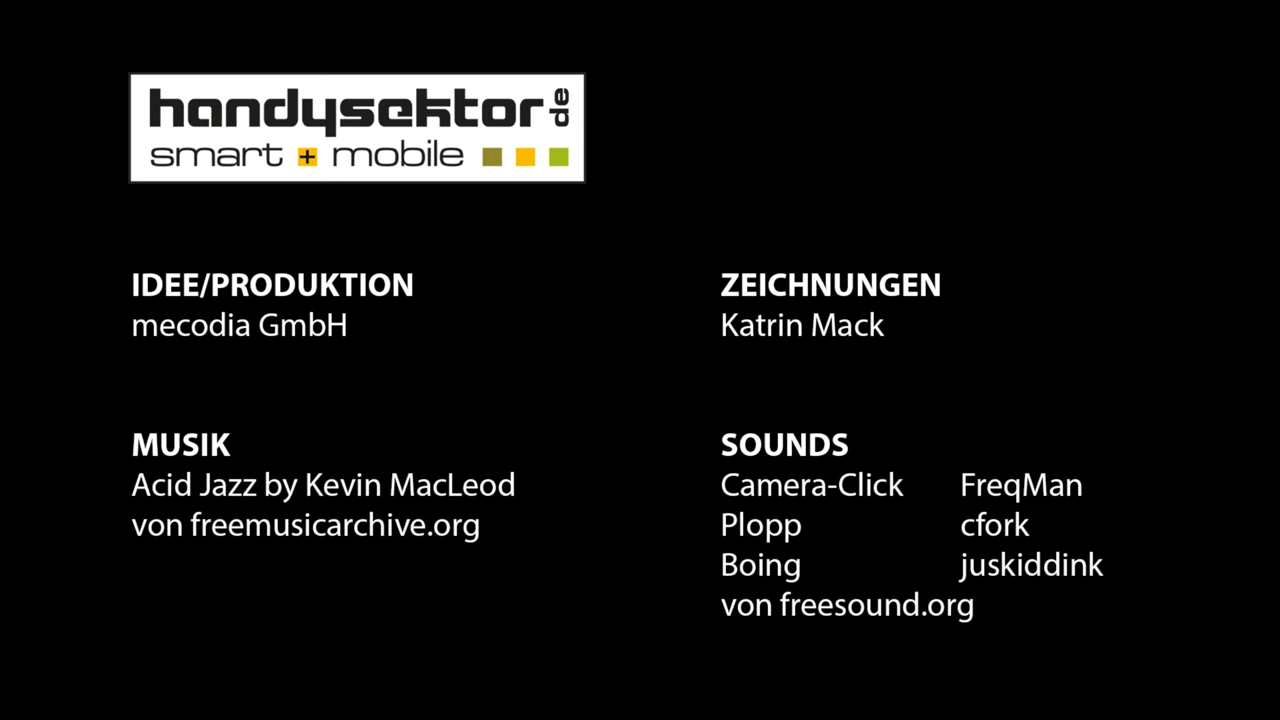 handysektor.de
smart + mobile
IDEE/PRODUKTION
mecodia GmbH
ZEICHNUNGEN
Katrin Mack
MUSIK
Acid Jazz by Kevin MacLeod
von freemusicarchive.org
SOUNDS
Camera-Click FreqMan
Plopp cfork
Boing juskiddink
von freesound.org